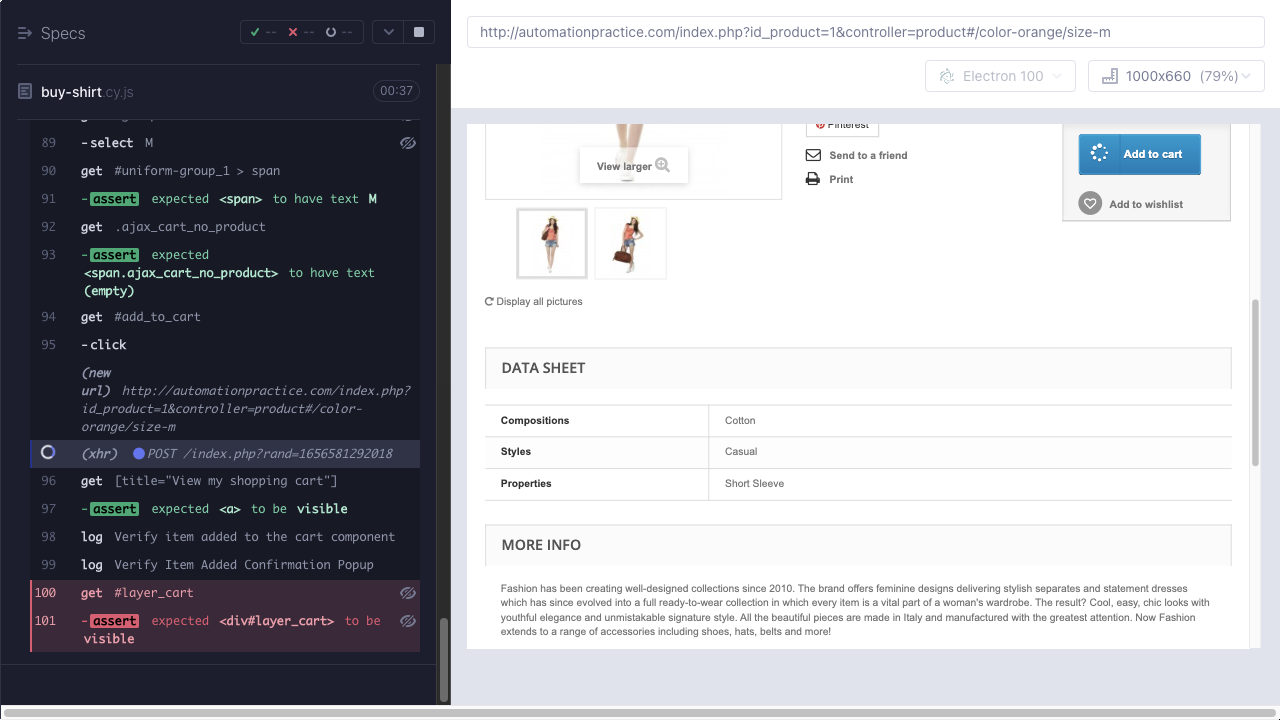 Specs
-- -- --
buy-shirt.cy.js
00:37
89 -select M
90 get #uniform-group_1 > span
91 -assert expected <span> to have text M
92 get .ajax_cart_no_product
93 -assert expected
<span.ajax_cart_no_product> to have text
(empty)
94 get #add_to_cart
95 -click
(new
url) http://automationpractice.com/index.php?
id_product=1&controller=product#/color-
orange/size-m
(xhr) POST /index.php?rand=1656581292018
96 get [title="View my shopping cart"]
97 -assert expected <a> to be visible
98 log Verify item added to the cart component
99 log Verify Item Added Confirmation Popup
100 get #layer_cart
101 -assert expected <div#layer_cart> to be
visible
http://automationpractice.com/index.php?id_product=1&controller=product#/color-orange/size-m
Electron 100
1000x660 (79%)
View larger
Pinterest
Send to a friend
Print
Add to cart
Add to wishlist
Display all pictures
DATA SHEET
Compositions Cotton
Styles Casual
Properties Short Sleeve
MORE INFO
Fashion has been creating well-designed collections since 2010. The brand offers feminine designs delivering stylish separates and statement dresses
which has since evolved into a full ready-to-wear collection in which every item is a vital part of a woman's wardrobe. The result? Cool, easy, chic looks with
youthful elegance and unmistakable signature style. All the beautiful pieces are made in Italy and manufactured with the greatest attention. Now Fashion
extends to a range of accessories including shoes, hats, belts and more!